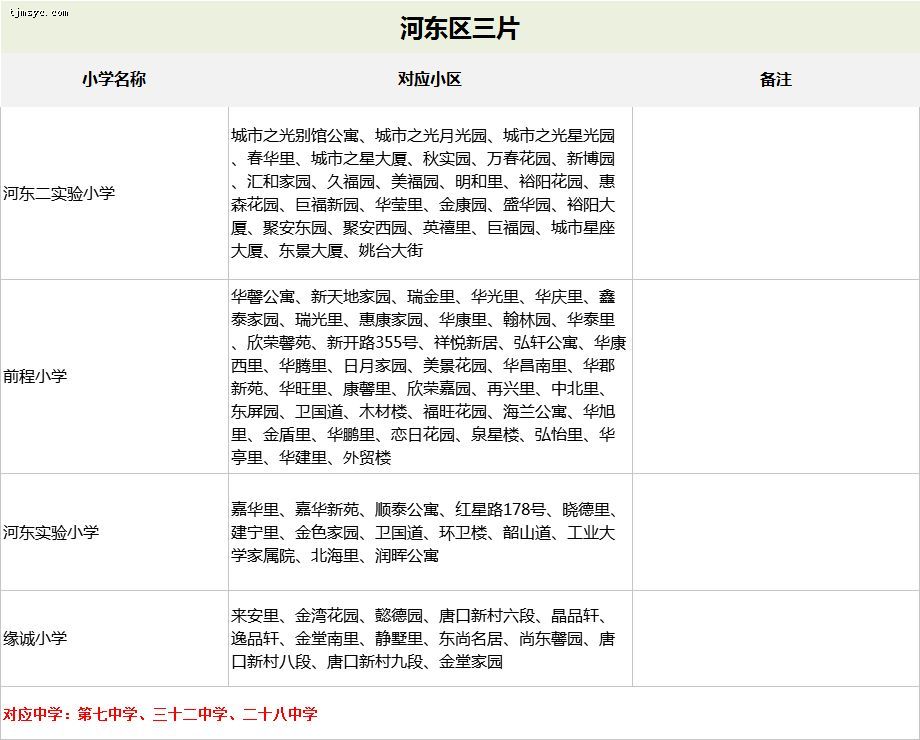 tjmsyc.com
河东区三片
小学名称 对应小区 备注
河东二实验小学
城市之光别馆公寓、城市之光月光园、城市之光星光园
、春华里、城市之星大厦、秋实园、万春花园、新博园
、汇和家园、久福园、美福园、明和里、裕阳花园、惠
森花园、巨福新园、华莹里、金康园、盛华园、裕阳大
厦、聚安东园、聚安西园、英禧里、巨福园、城市星座
大厦、东景大厦、姚台大街
前程小学
华馨公寓、新天地家园、瑞金里、华光里、华庆里、鑫
泰家园、瑞光里、惠康家园、华康里、翰林园、华泰里
、欣荣馨苑、新开路355号、祥悦新居、弘轩公寓、华康
西里、华腾里、日月家园、美景花园、华昌南里、华郡
新苑、华旺里、康馨里、欣荣嘉园、再兴里、中北里、
东屏园、卫国道、木材楼、福旺花园、海兰公寓、华旭
里、金盾里、华鹏里、恋日花园、泉星楼、弘怡里、华
亭里、华建里、外贸楼
河东实验小学
嘉华里、嘉华新苑、顺泰公寓、红星路178号、晓德里、
建宁里、金色家园、卫国道、环卫楼、韶山道、工业大
学家属院、北海里、润晖公寓
缘诚小学
来安里、金湾花园、懿德园、唐口新村六段、晶品轩、
逸品轩、金堂南里、静墅里、东尚名居、尚东馨园、唐
口新村八段、唐口新村九段、金堂家园
对应中学：第七中学、三十二中学、二十八中学